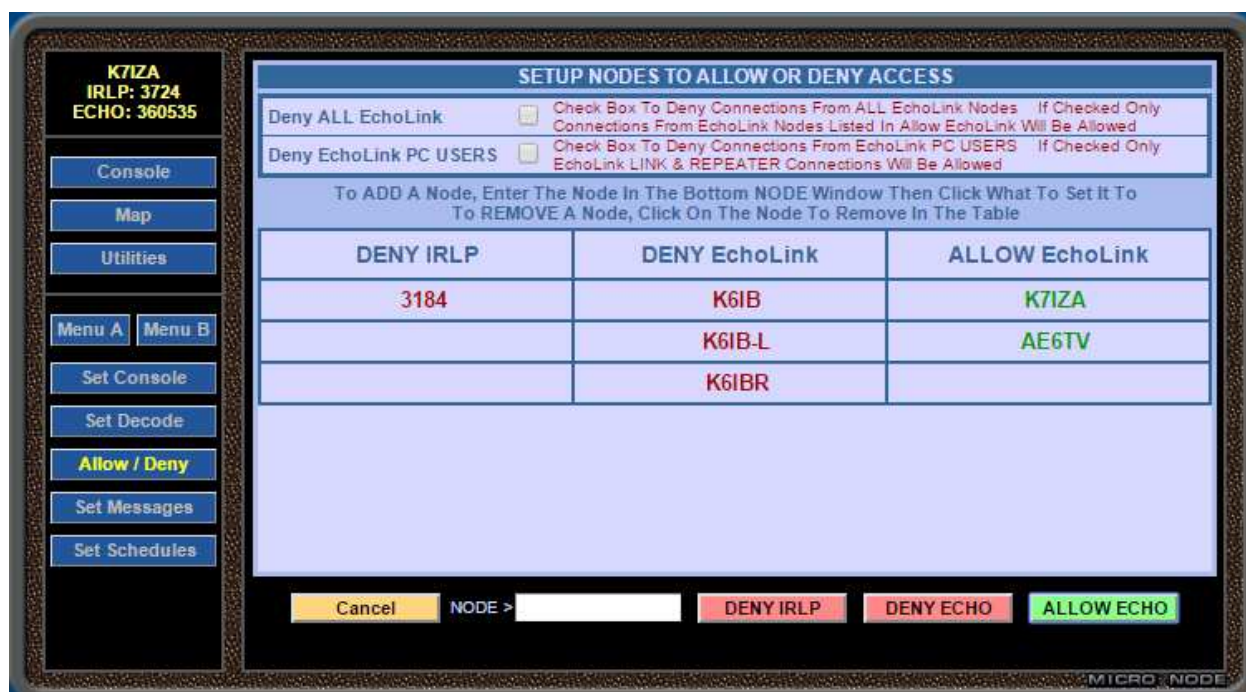 K7IZA
IRLP: 3724
ECHO: 360535
Console
Map
Utilities
Menu A Menu B
Set Console
Set Decode
Allow / Deny
Set Messages
Set Schedules
SETUP NODES TO ALLOW OR DENY ACCESS
Deny ALL EchoLink
Check Box To Deny Connections From ALL EchoLink Nodes If Checked Only
Connections From EchoLink Nodes Listed In Allow EchoLink Will Be Allowed
Deny EchoLink PC USERS
Check Box To Deny Connections From EchoLink PC USERS If Checked Only
EchoLink LINK & REPEATER Connections Will Be Allowed
To ADD A Node, Enter The Node In The Bottom NODE Window Then Click What To Set It To
To REMOVE A Node, Click On The Node To Remove In The Table
DENY IRLP DENY EchoLink ALLOW EchoLink
3184 K6IB K7IZA
K6IB-L AE6TV
K6IBR
Cancel NODE > DENY IRLP DENY ECHO ALLOW ECHO
MICRO-NODE